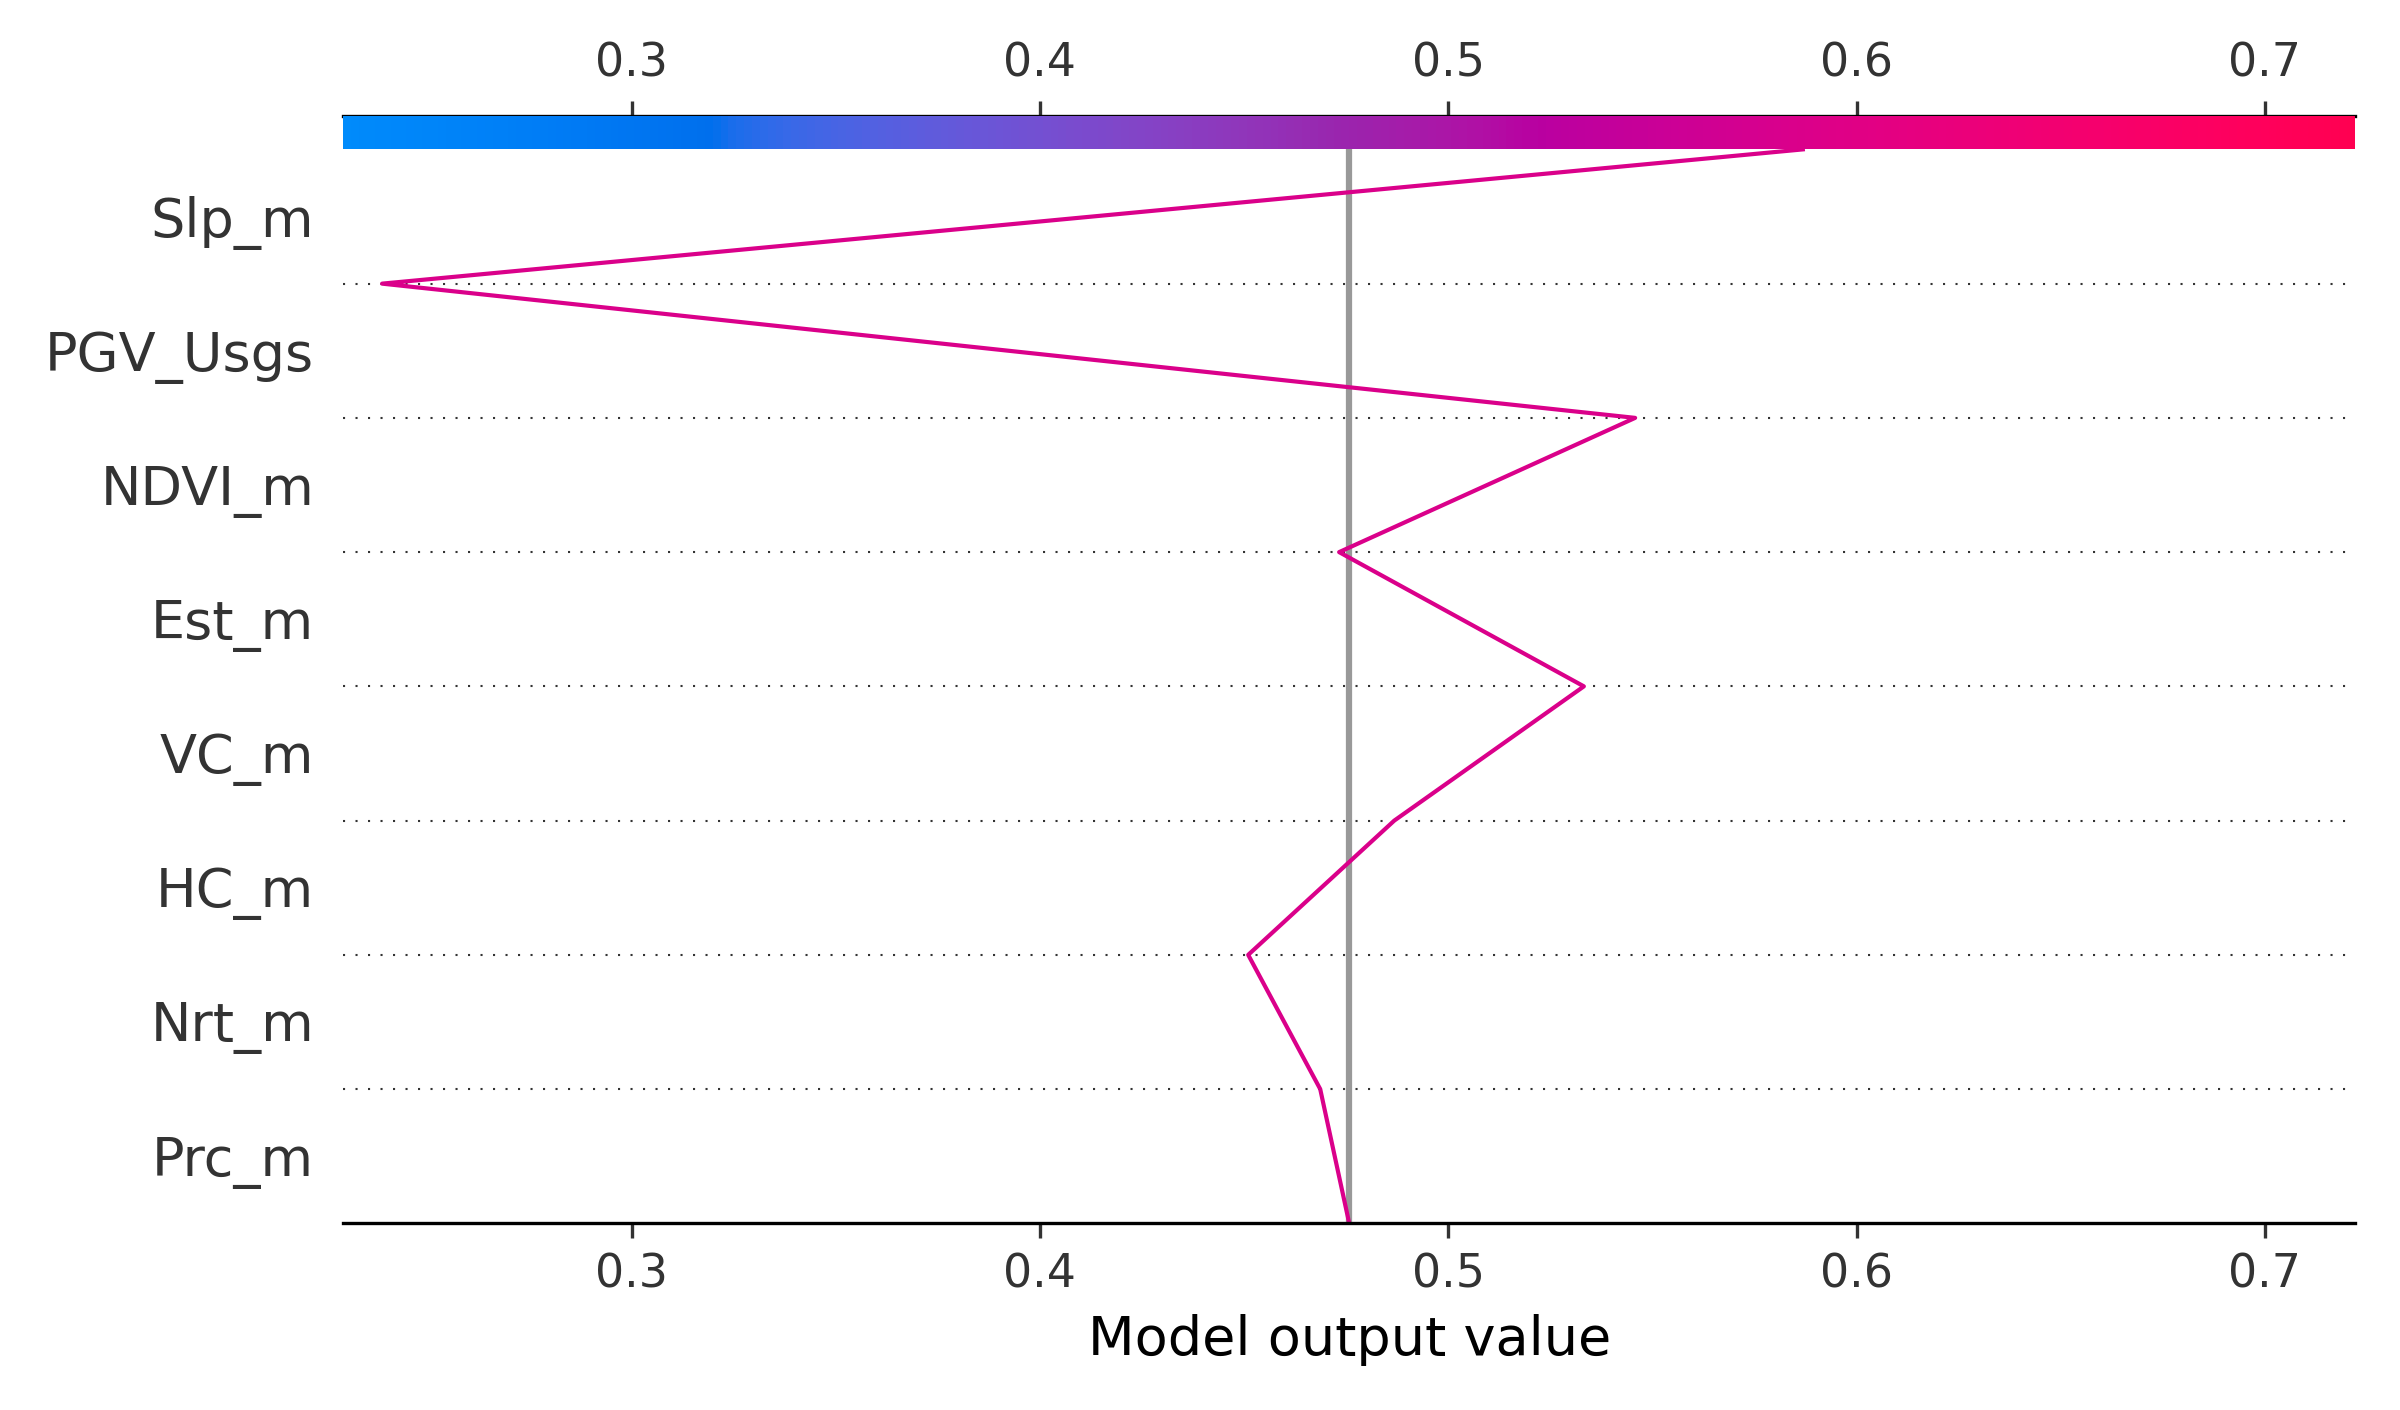 0.3 0.4 0.5 0.6 0.7
Slp_m
PGV_Usgs
NDVI_m
Est_m
VC_m
HC_m
Nrt_m
Prc_m
0.3 0.4 0.5 0.6 0.7
Model output value